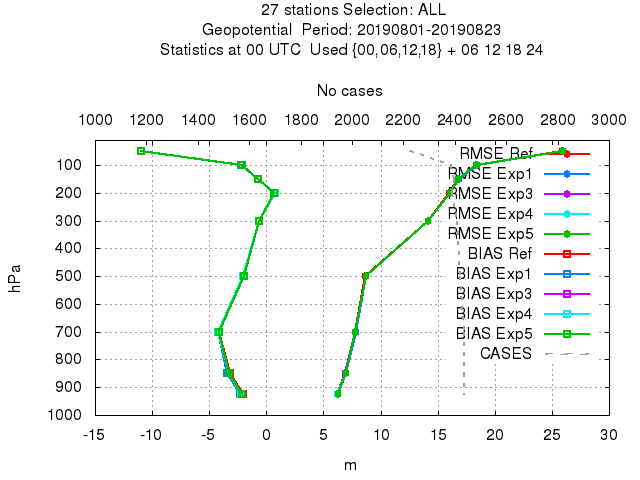 27 stations Selection: ALL
Geopotential  Period: 20190801-20190823
Statistics at 00 UTC  Used {00,06,12,18} + 06 12 18 24
No cases
1000 1200 1400 1600 1800 2000 2200 2400 2600 2800 3000
RMSE Ref
100
RMSE Exp1
200
RMSE Exp3
RMSE Exp4
300
RMSE Exp5
400
BIAS Ref
hPa
500
BIAS Exp1
BIAS Exp3
600
BIAS Exp4
700
BIAS Exp5
CASES
800
900
1000
-15 -10 -5 0 5 10 15 20 25 30
m